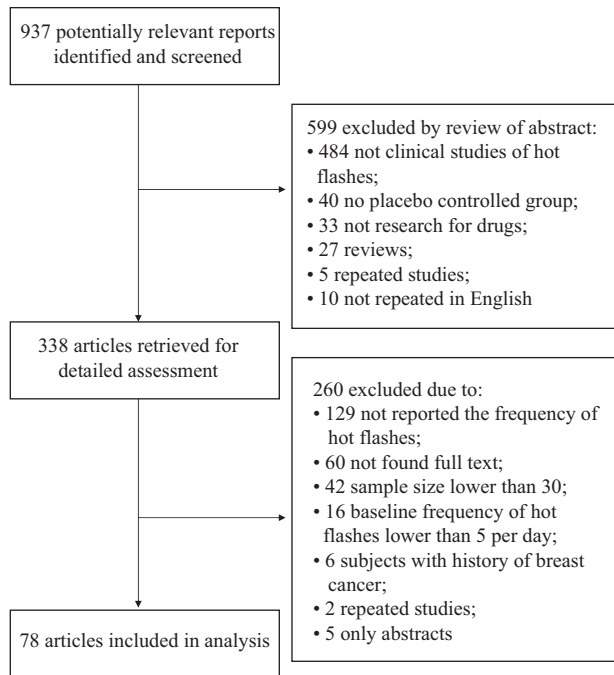 937 potentially relevant reports
identified and screened
599 excluded by review of abstract:
• 484 not clinical studies of hot
flashes;
• 40 no placebo controlled group;
• 33 not research for drugs;
• 27 reviews;
• 5 repeated studies;
• 10 not repeated in English
338 articles retrieved for
detailed assessment
260 excluded due to:
• 129 not reported the frequency of
hot flashes;
• 60 not found full text;
• 42 sample size lower than 30;
• 16 baseline frequency of hot
flashes lower than 5 per day;
• 6 subjects with history of breast
cancer;
• 2 repeated studies;
• 5 only abstracts
78 articles included in analysis